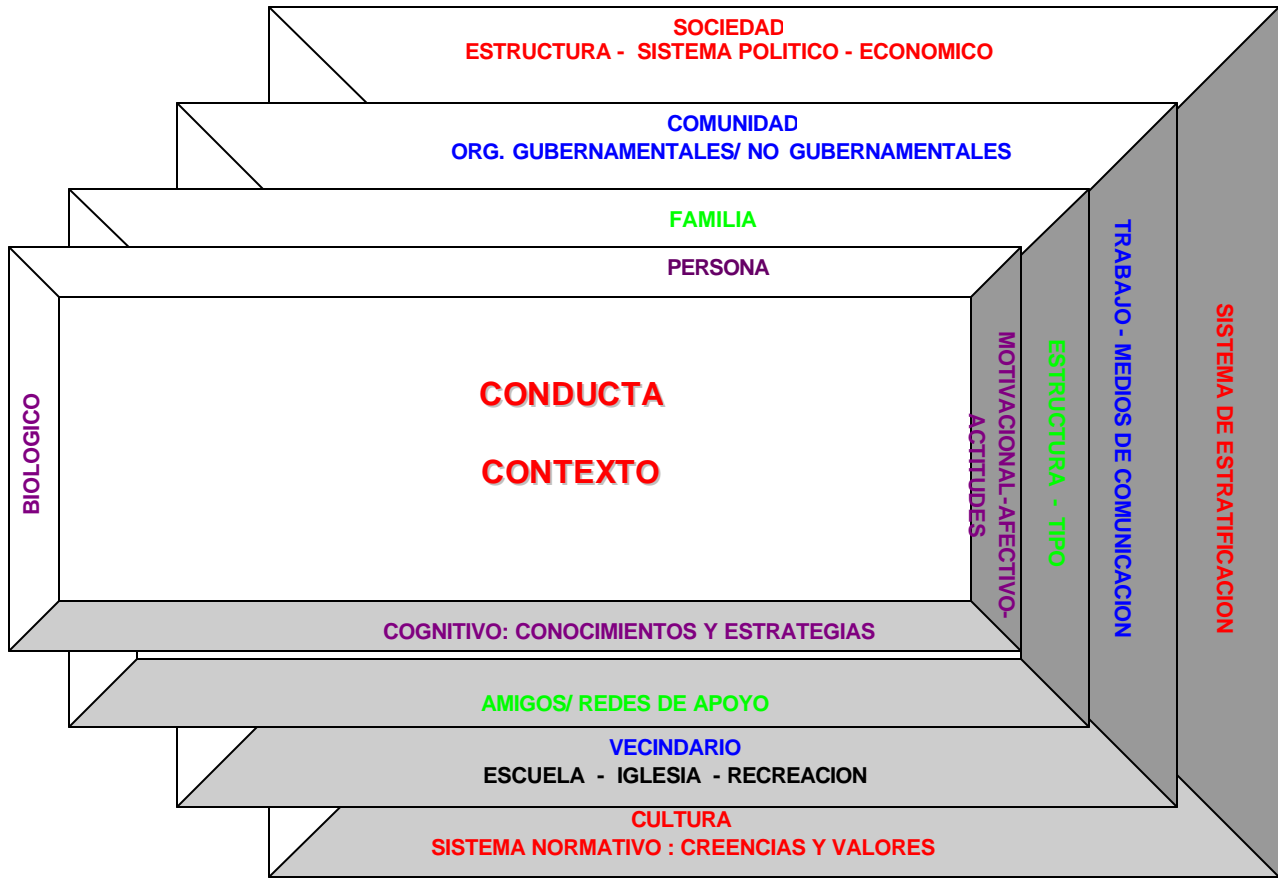 SOCIEDAD
ESTRUCTURA - SISTEMA POLITICO - ECONOMICO
COMUNIDAD
ORG. GUBERNAMENTALES/ NO GUBERNAMENTALES
FAMILIA
PERSONA
CONDUCTA
CONTEXTO
BIOLOGICO
MOTIVACIONAL-AFECTIVO-
ACTITUDES
ESTRUCTURA - TIPO
TRABAJO - MEDIOS DE COMUNICACION
SISTEMA DE ESTRATIFICACION
COGNITIVO: CONOCIMIENTOS Y ESTRATEGIAS
AMIGOS/ REDES DE APOYO
VECINDARIO
ESCUELA - IGLESIA - RECREACION
CULTURA
SISTEMA NORMATIVO : CREENCIAS Y VALORES